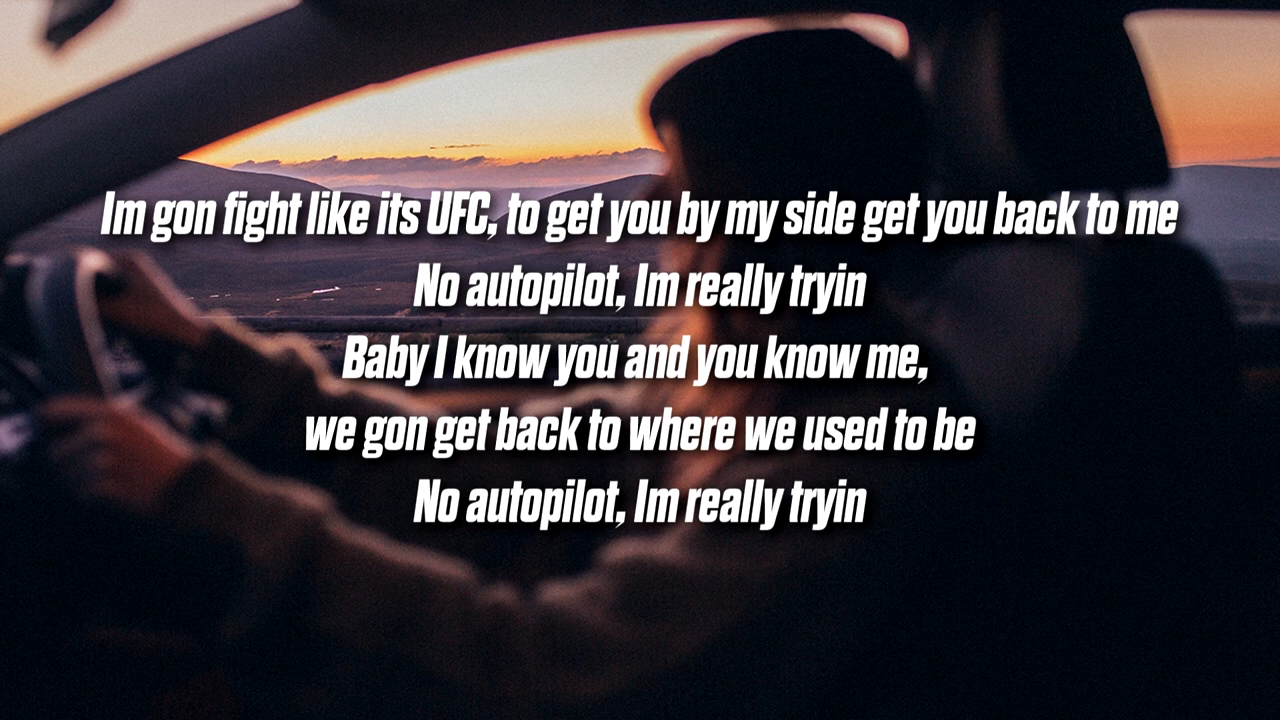 Im gon fight like its UFC, to get you by my side get you back to me
No autopilot, Im really tryin
Baby I know you and you know me,
we gon get back to where we used to be
No autopilot, Im really tryin